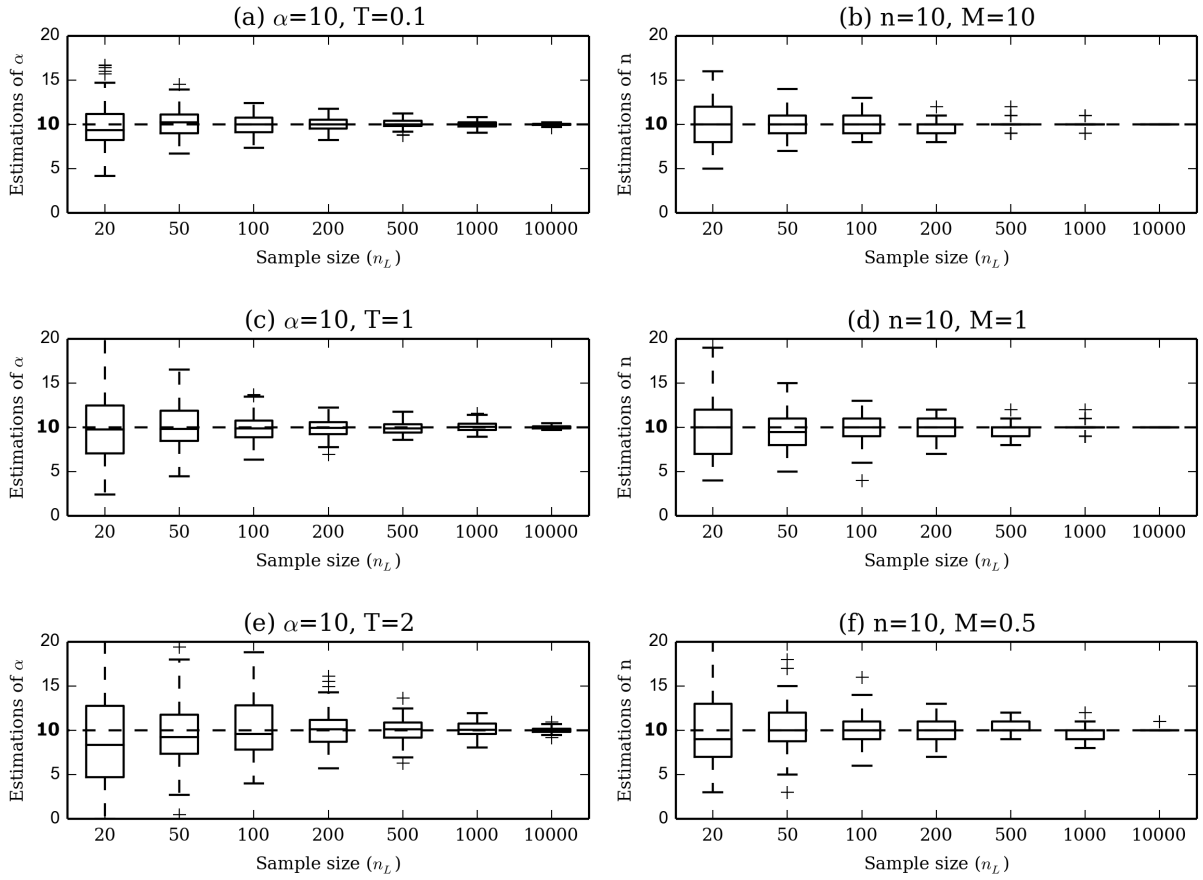 (a) α=10, T=0.1
Estimations of α
20
15
10
5
0
20 50 100 200 500 1000 10000
Sample size (n_L)
(b) n=10, M=10
Estimations of n
20
15
10
5
0
20 50 100 200 500 1000 10000
Sample size (n_L)
(c) α=10, T=1
Estimations of α
20
15
10
5
0
20 50 100 200 500 1000 10000
Sample size (n_L)
(d) n=10, M=1
Estimations of n
20
15
10
5
0
20 50 100 200 500 1000 10000
Sample size (n_L)
(e) α=10, T=2
Estimations of α
20
15
10
5
0
20 50 100 200 500 1000 10000
Sample size (n_L)
(f) n=10, M=0.5
Estimations of n
20
15
10
5
0
20 50 100 200 500 1000 10000
Sample size (n_L)